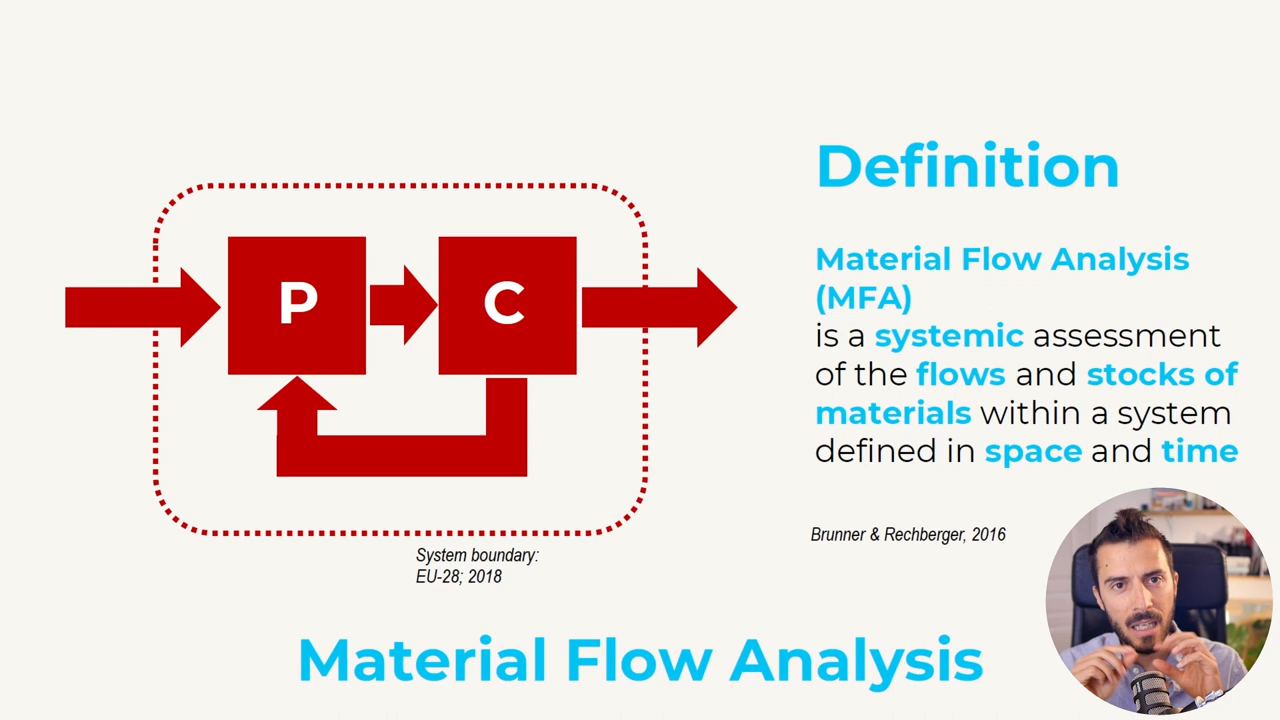 Definition
P
C
Material Flow Analysis
(MFA)
is a systemic assessment
of the flows and stocks of
materials within a system
defined in space and time
Brunner & Rechberger, 2016
System boundary:
EU-28; 2018
Material Flow Analysis